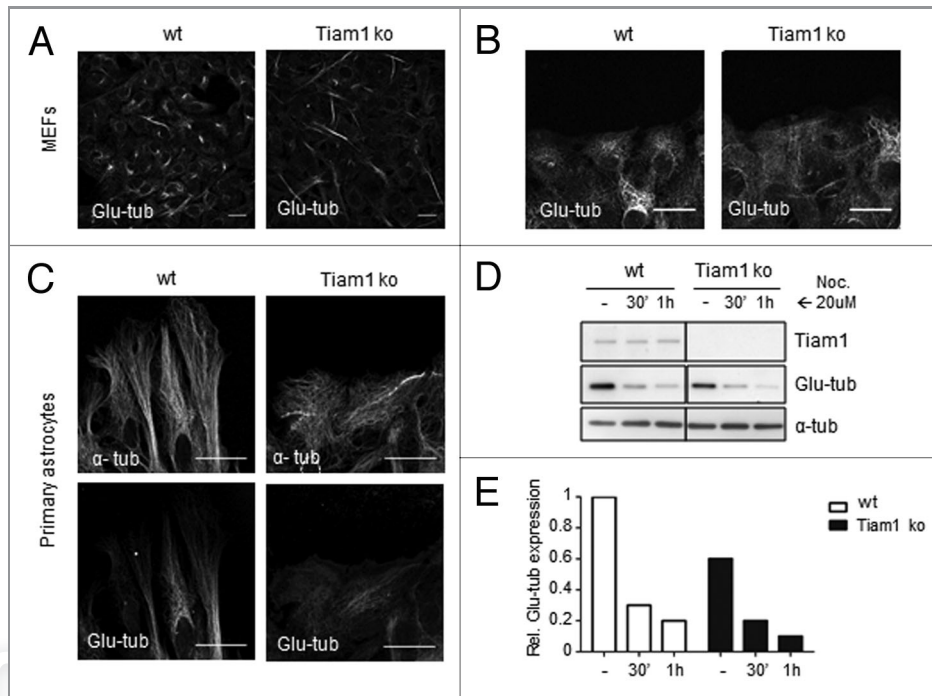 A
wt
Tiam1 ko
MEFs
Glu-tub
Glu-tub
B
wt
Tiam1 ko
Glu-tub
Glu-tub
C
wt
Tiam1 ko
Primary astrocytes
α- tub
α- tub
Glu-tub
Glu-tub
D
wt
Tiam1 ko
Noc.
- 30' 1h - 30' 1h ← 20uM
Tiam1
Glu-tub
α-tub
E
Rel. Glu-tub expression
1
0.8
0.6
0.4
0.2
0
wt
Tiam1 ko
- 30' 1h - 30' 1h